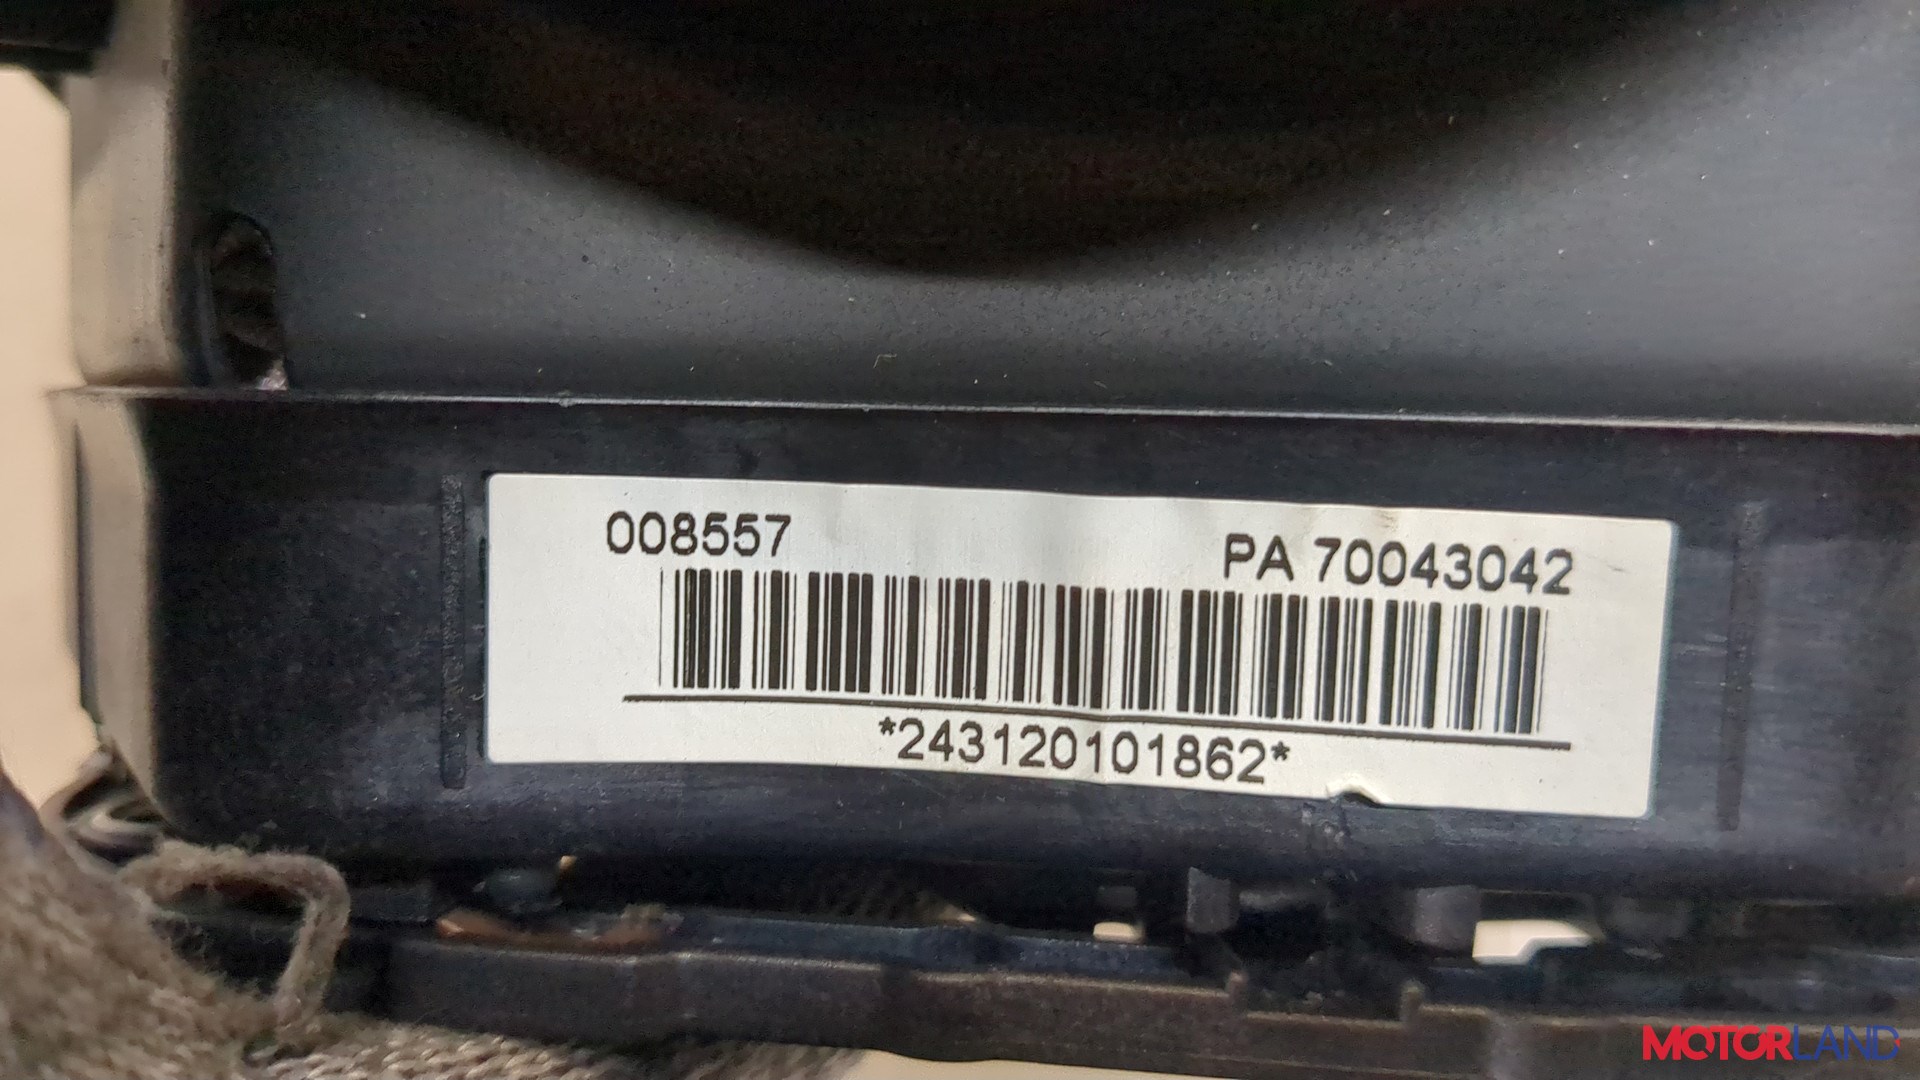 008557 PA 70043042
*243120101862*
MOTORLAND